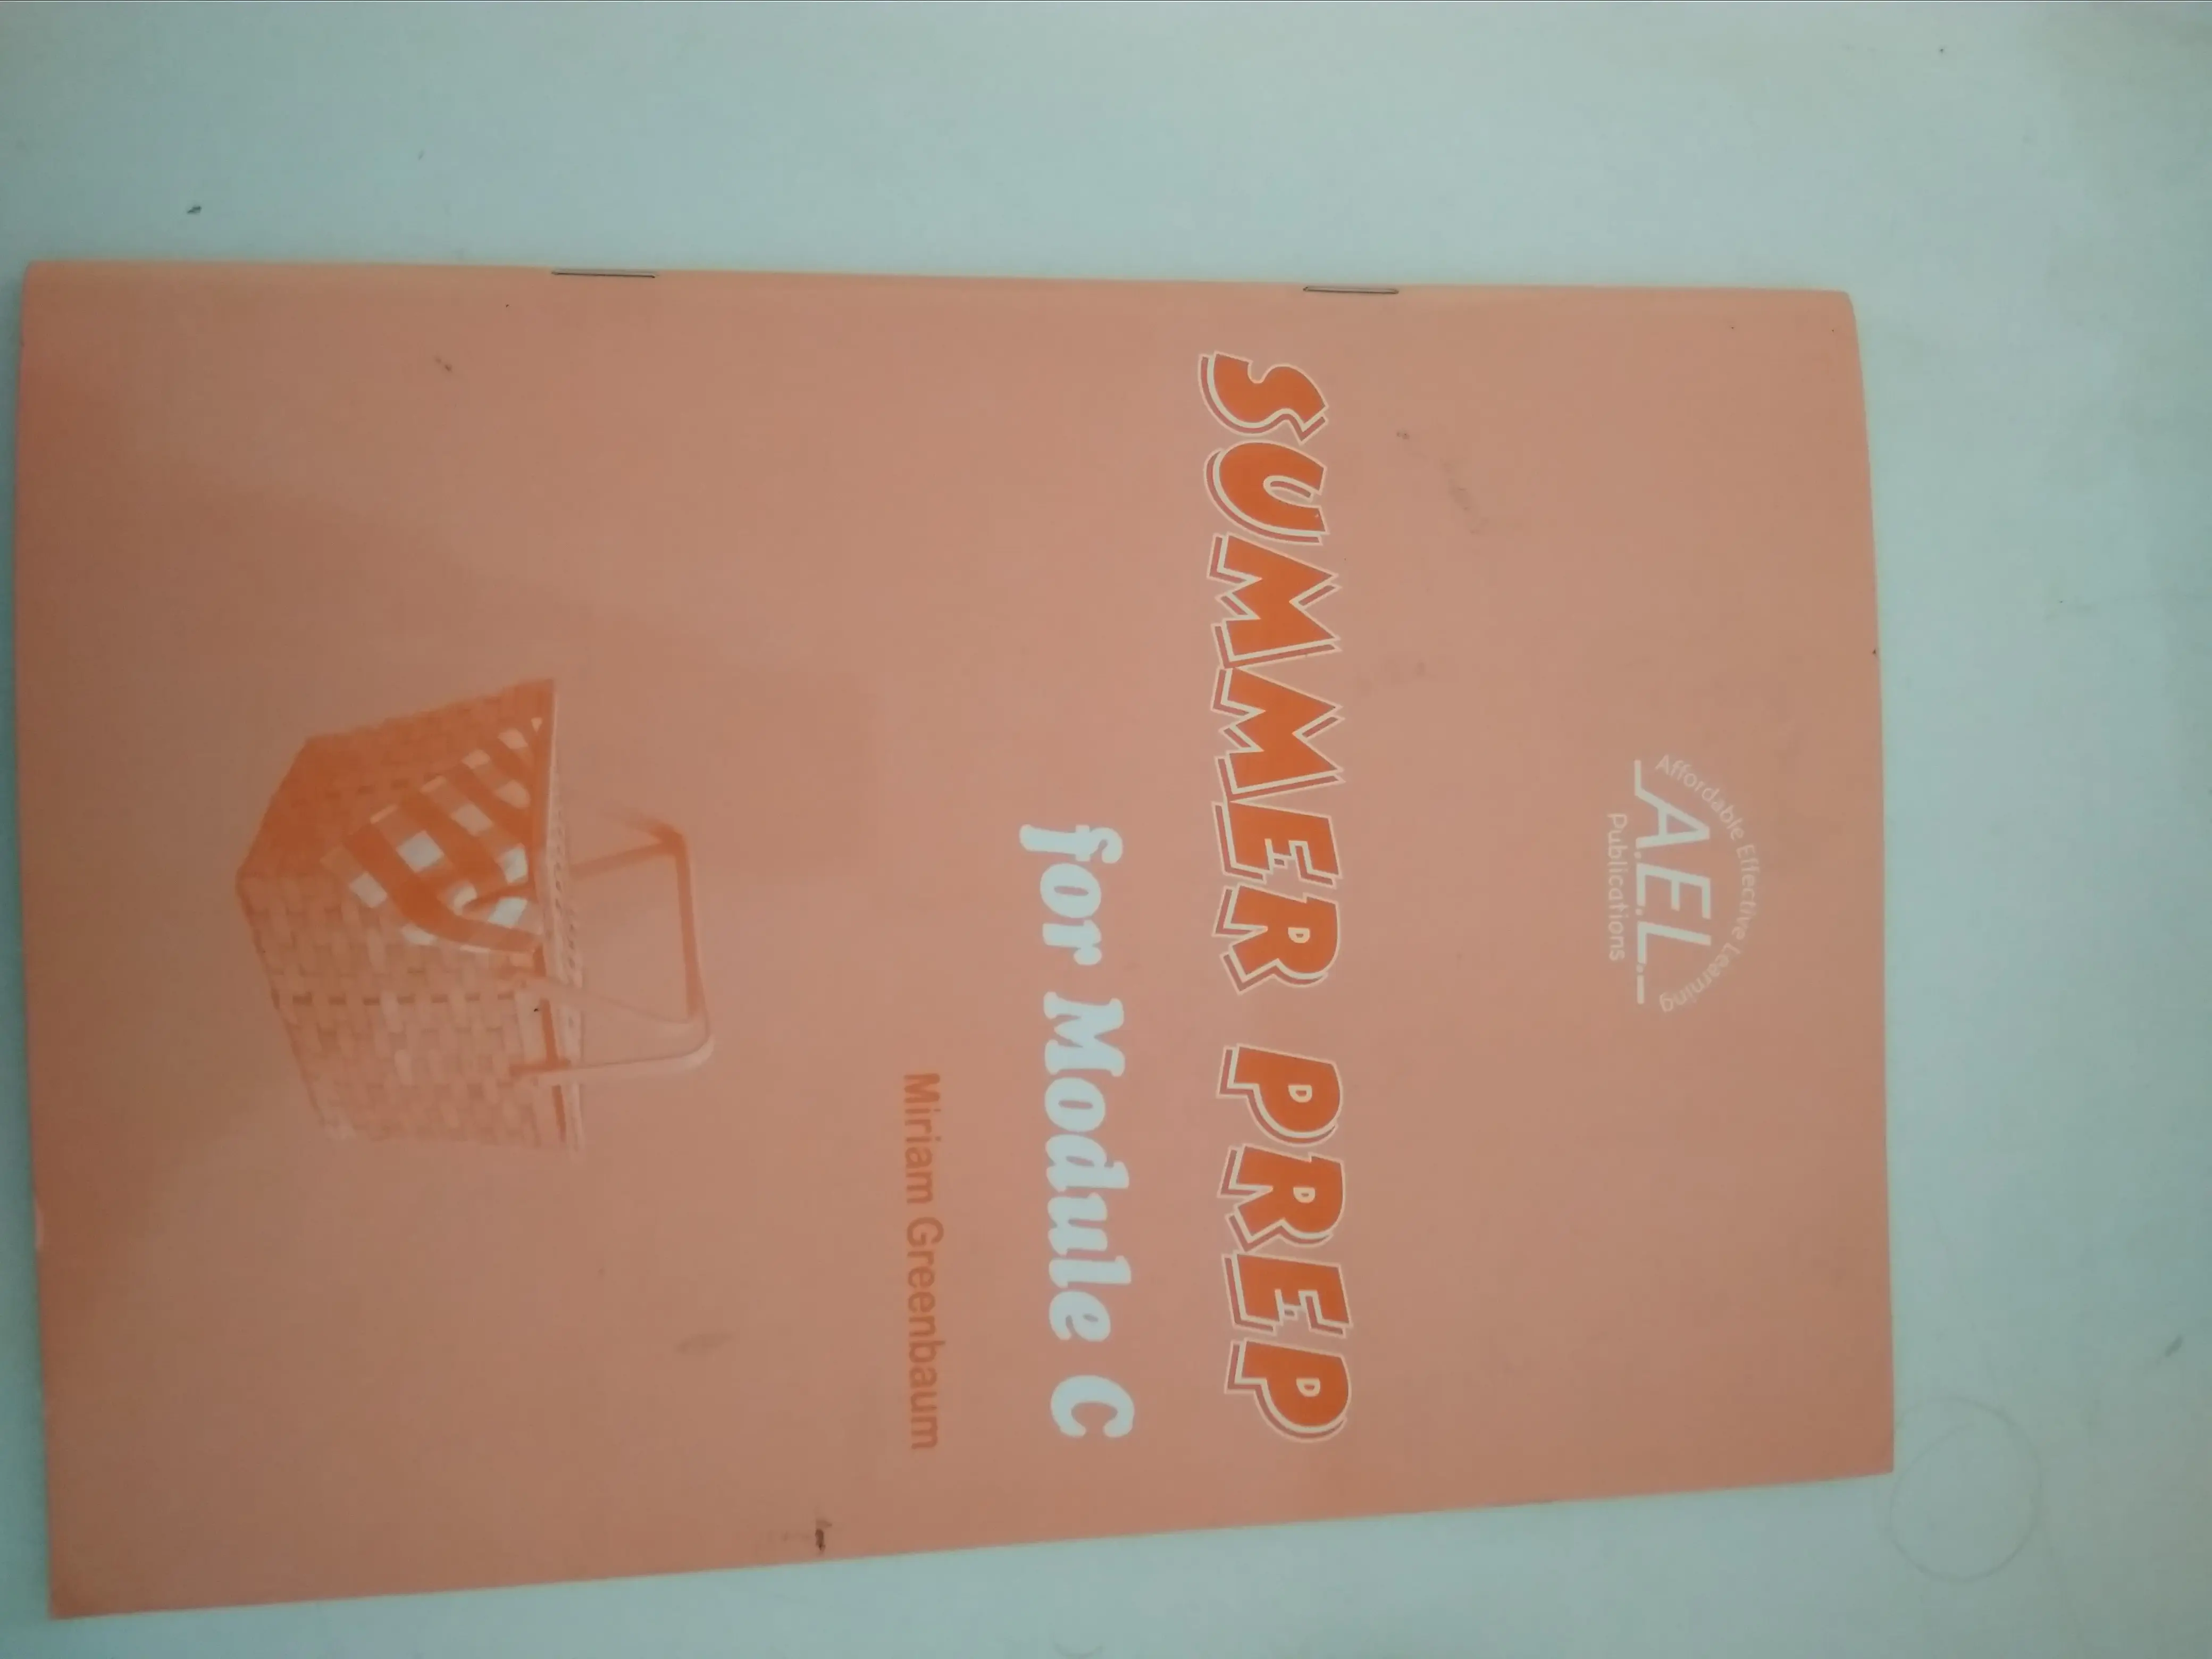 Affordable Effective Learning
A.E.L.
Publications
SUMMER PREP
for Module C
Miriam Greenbaum